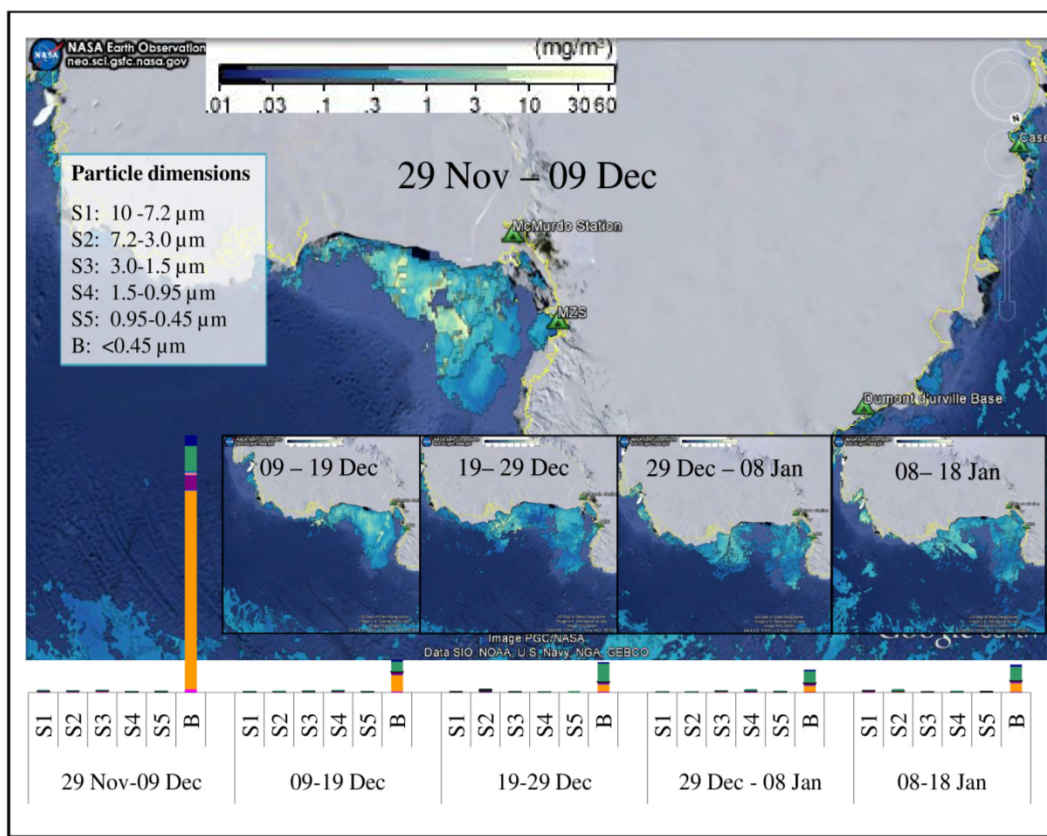 NASA Earth Observation
neo.sci.gsfc.nasa.gov
NASA
(mg/m³)
.01 .03 .1 .3 1 3 10 30 60
29 Nov – 09 Dec
Particle dimensions
S1: 10 -7.2 µm
S2: 7.2-3.0 µm
S3: 3.0-1.5 µm
S4: 1.5-0.95 µm
S5: 0.95-0.45 µm
B: <0.45 µm
N
Case
McMurdo Station
MZS
Dumont d'urville Base
09 – 19 Dec
19– 29 Dec
29 Dec – 08 Jan
08– 18 Jan
Image PGC/NASA
Data SIO, NOAA, U.S. Navy, NGA, GEBCO
S1 S2 S3 S4 S5 B S1 S2 S3 S4 S5 B S1 S2 S3 S4 S5 B S1 S2 S3 S4 S5 B S1 S2 S3 S4 S5 B
29 Nov-09 Dec 09-19 Dec 19-29 Dec 29 Dec - 08 Jan 08-18 Jan